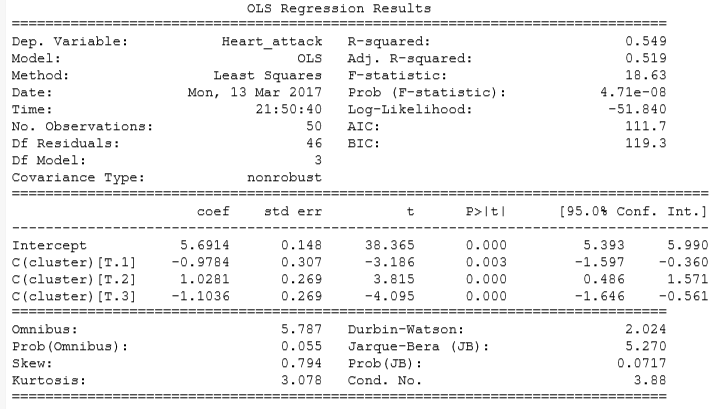 OLS Regression Results
==============================================================================
Dep. Variable:           Heart_attack   R-squared:                       0.549
Model:                            OLS   Adj. R-squared:                  0.519
Method:                 Least Squares   F-statistic:                     18.63
Date:                Mon, 13 Mar 2017   Prob (F-statistic):           4.71e-08
Time:                        21:50:40   Log-Likelihood:                -51.840
No. Observations:                  50   AIC:                             111.7
Df Residuals:                      46   BIC:                             119.3
Df Model:                           3
Covariance Type:            nonrobust
===================================================================================
                      coef    std err          t      P>|t|      [95.0% Conf. Int.]
-----------------------------------------------------------------------------------
Intercept           5.6914      0.148     38.365      0.000         5.393     5.990
C(cluster)[T.1]    -0.9784      0.307     -3.186      0.003        -1.597    -0.360
C(cluster)[T.2]     1.0281      0.269      3.815      0.000         0.486     1.571
C(cluster)[T.3]    -1.1036      0.269     -4.095      0.000        -1.646    -0.561
==============================================================================
Omnibus:                        5.787   Durbin-Watson:                   2.024
Prob(Omnibus):                  0.055   Jarque-Bera (JB):                5.270
Skew:                           0.794   Prob(JB):                       0.0717
Kurtosis:                       3.078   Cond. No.                         3.88
==============================================================================